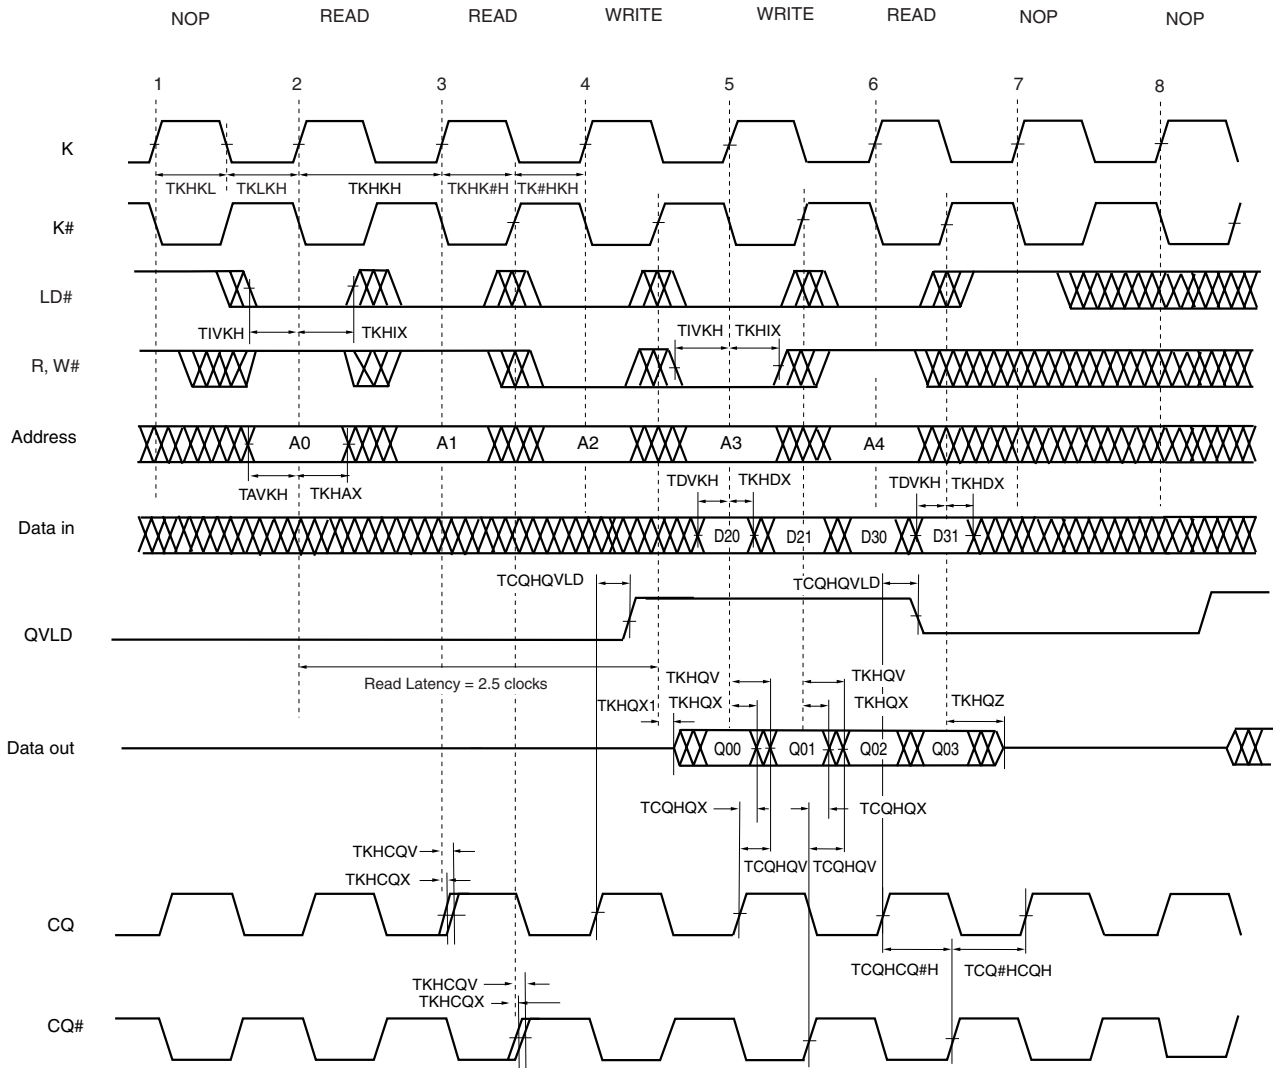 NOP READ READ WRITE WRITE READ NOP NOP
1 2 3 4 5 6 7 8
K
TKHKL TKLKH TKHKH TKHK#H TK#HKH
K#
LD#
TIVKH TKHIX TIVKH TKHIX
R, W#
Address A0 A1 A2 A3 A4
TAVKH TKHAX TDVKH TKHDX TDVKH TKHDX
Data in D20 D21 D30 D31
TCQHQVLD TCQHQVLD
QVLD
Read Latency = 2.5 clocks
TKHQV TKHQV
TKHQX1 TKHQX TKHQX TKHQZ
Data out Q00 Q01 Q02 Q03
TCQHQX TCQHQX
TKHCQV TCQHQV TCQHQV
TKHCQX
CQ
TCQHCQ#H TCQ#HCQH
TKHCQV
TKHCQX
CQ#